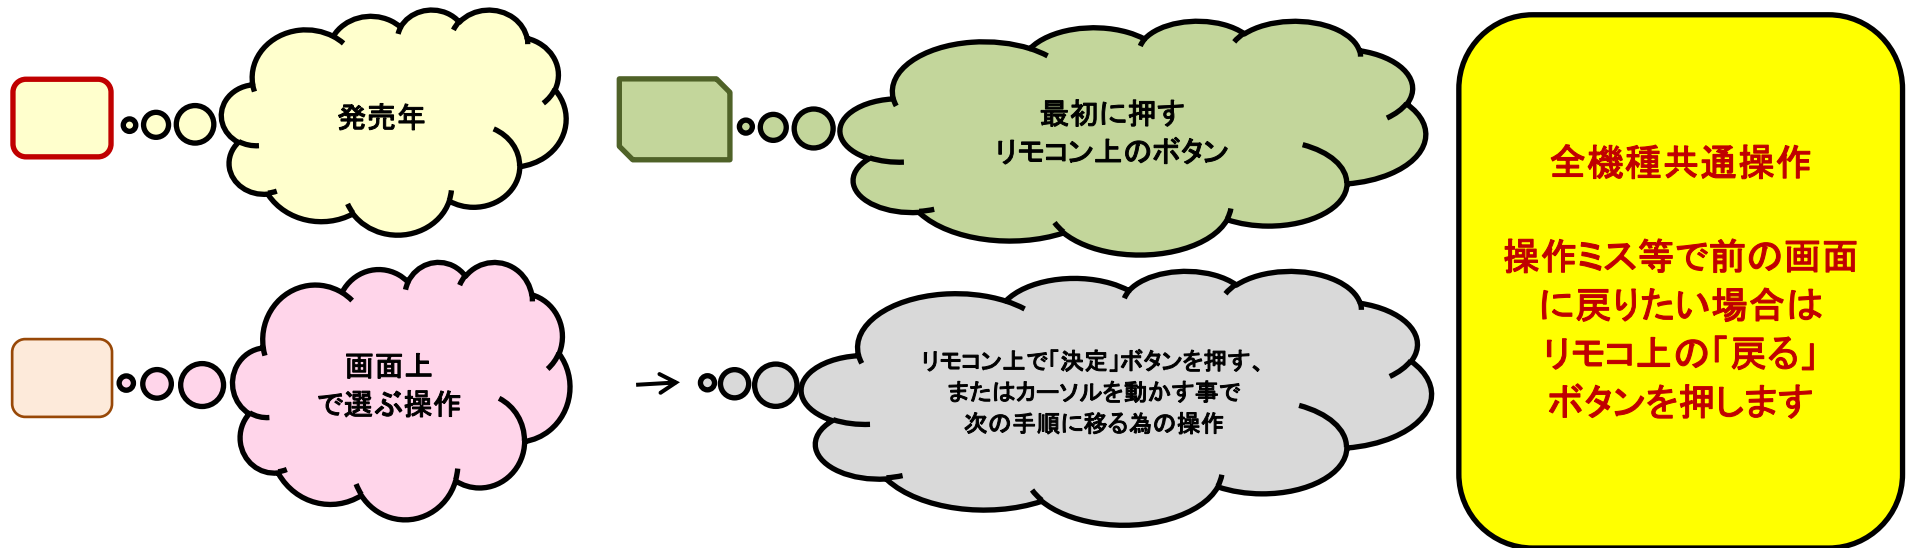 発売年
最初に押す
リモコン上のボタン
画面上
で選ぶ操作
リモコン上で「決定」ボタンを押す、
またはカーソルを動かす事で
次の手順に移る為の操作
全機種共通操作
操作ミス等で前の画面
に戻りたい場合は
リモコ上の「戻る」
ボタンを押します